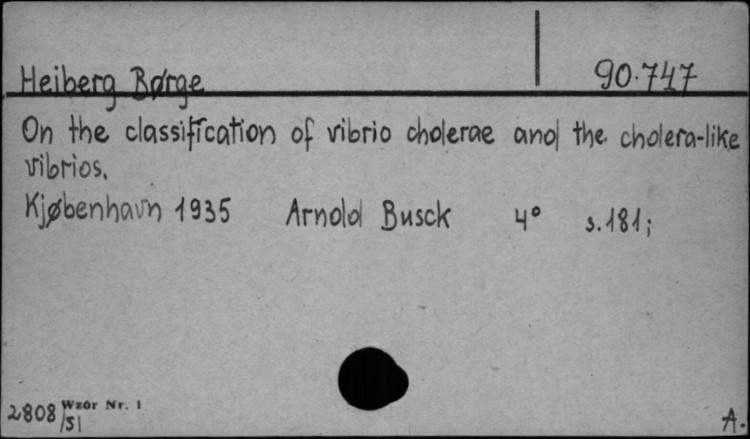 Heiberg Børge 90.747
On the classification of vibrio cholerae and the cholera-like
vibrios.
Kjøbenhavn 1935 Arnold Busck 4° s.181;
2808/51 Wzór Nr. 1 A.